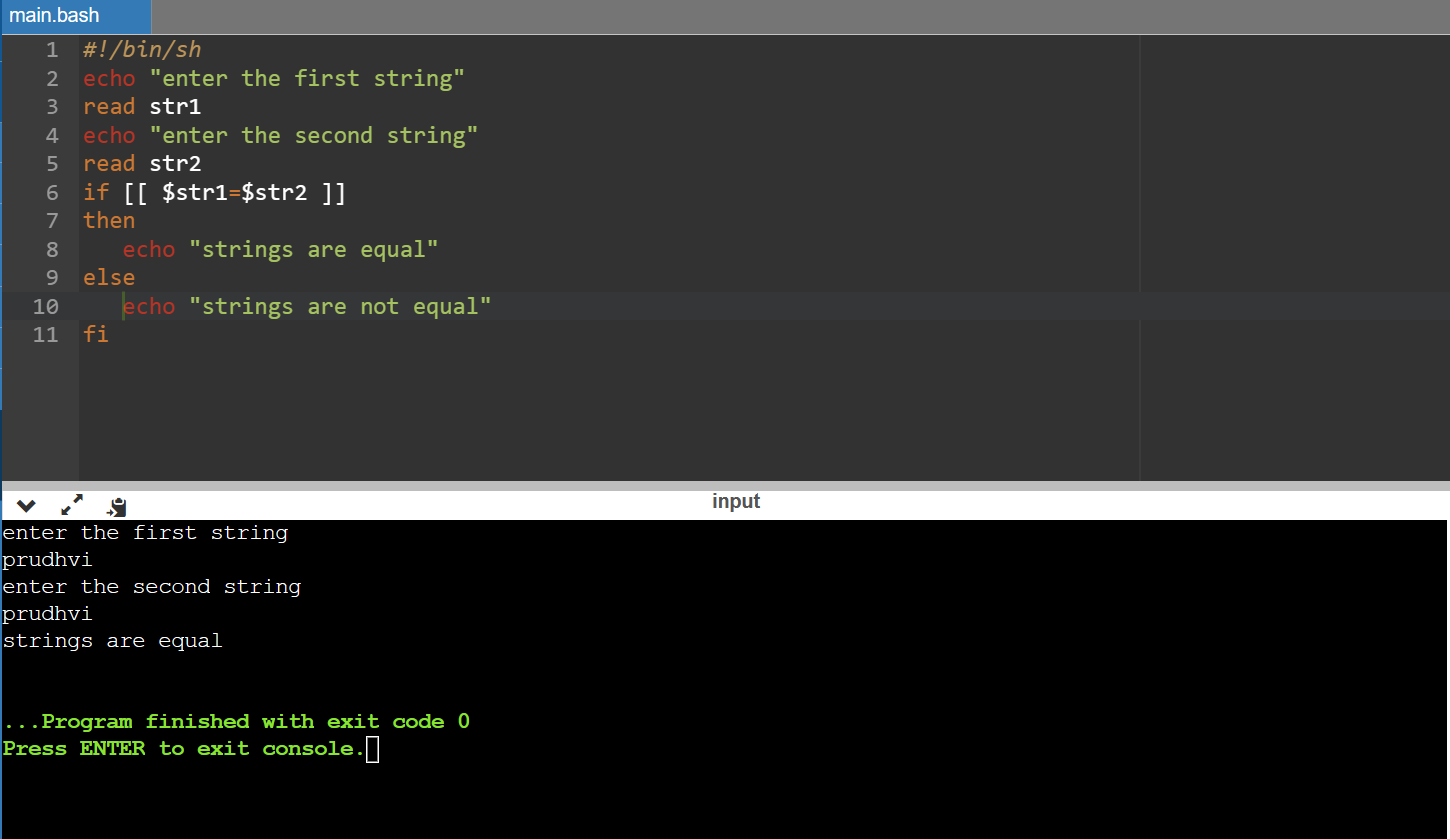 main.bash
1 #!/bin/sh
2 echo "enter the first string"
3 read str1
4 echo "enter the second string"
5 read str2
6 if [[ $str1=$str2 ]]
7 then
8    echo "strings are equal"
9 else
10    echo "strings are not equal"
11 fi
input
enter the first string
prudhvi
enter the second string
prudhvi
strings are equal
...Program finished with exit code 0
Press ENTER to exit console.